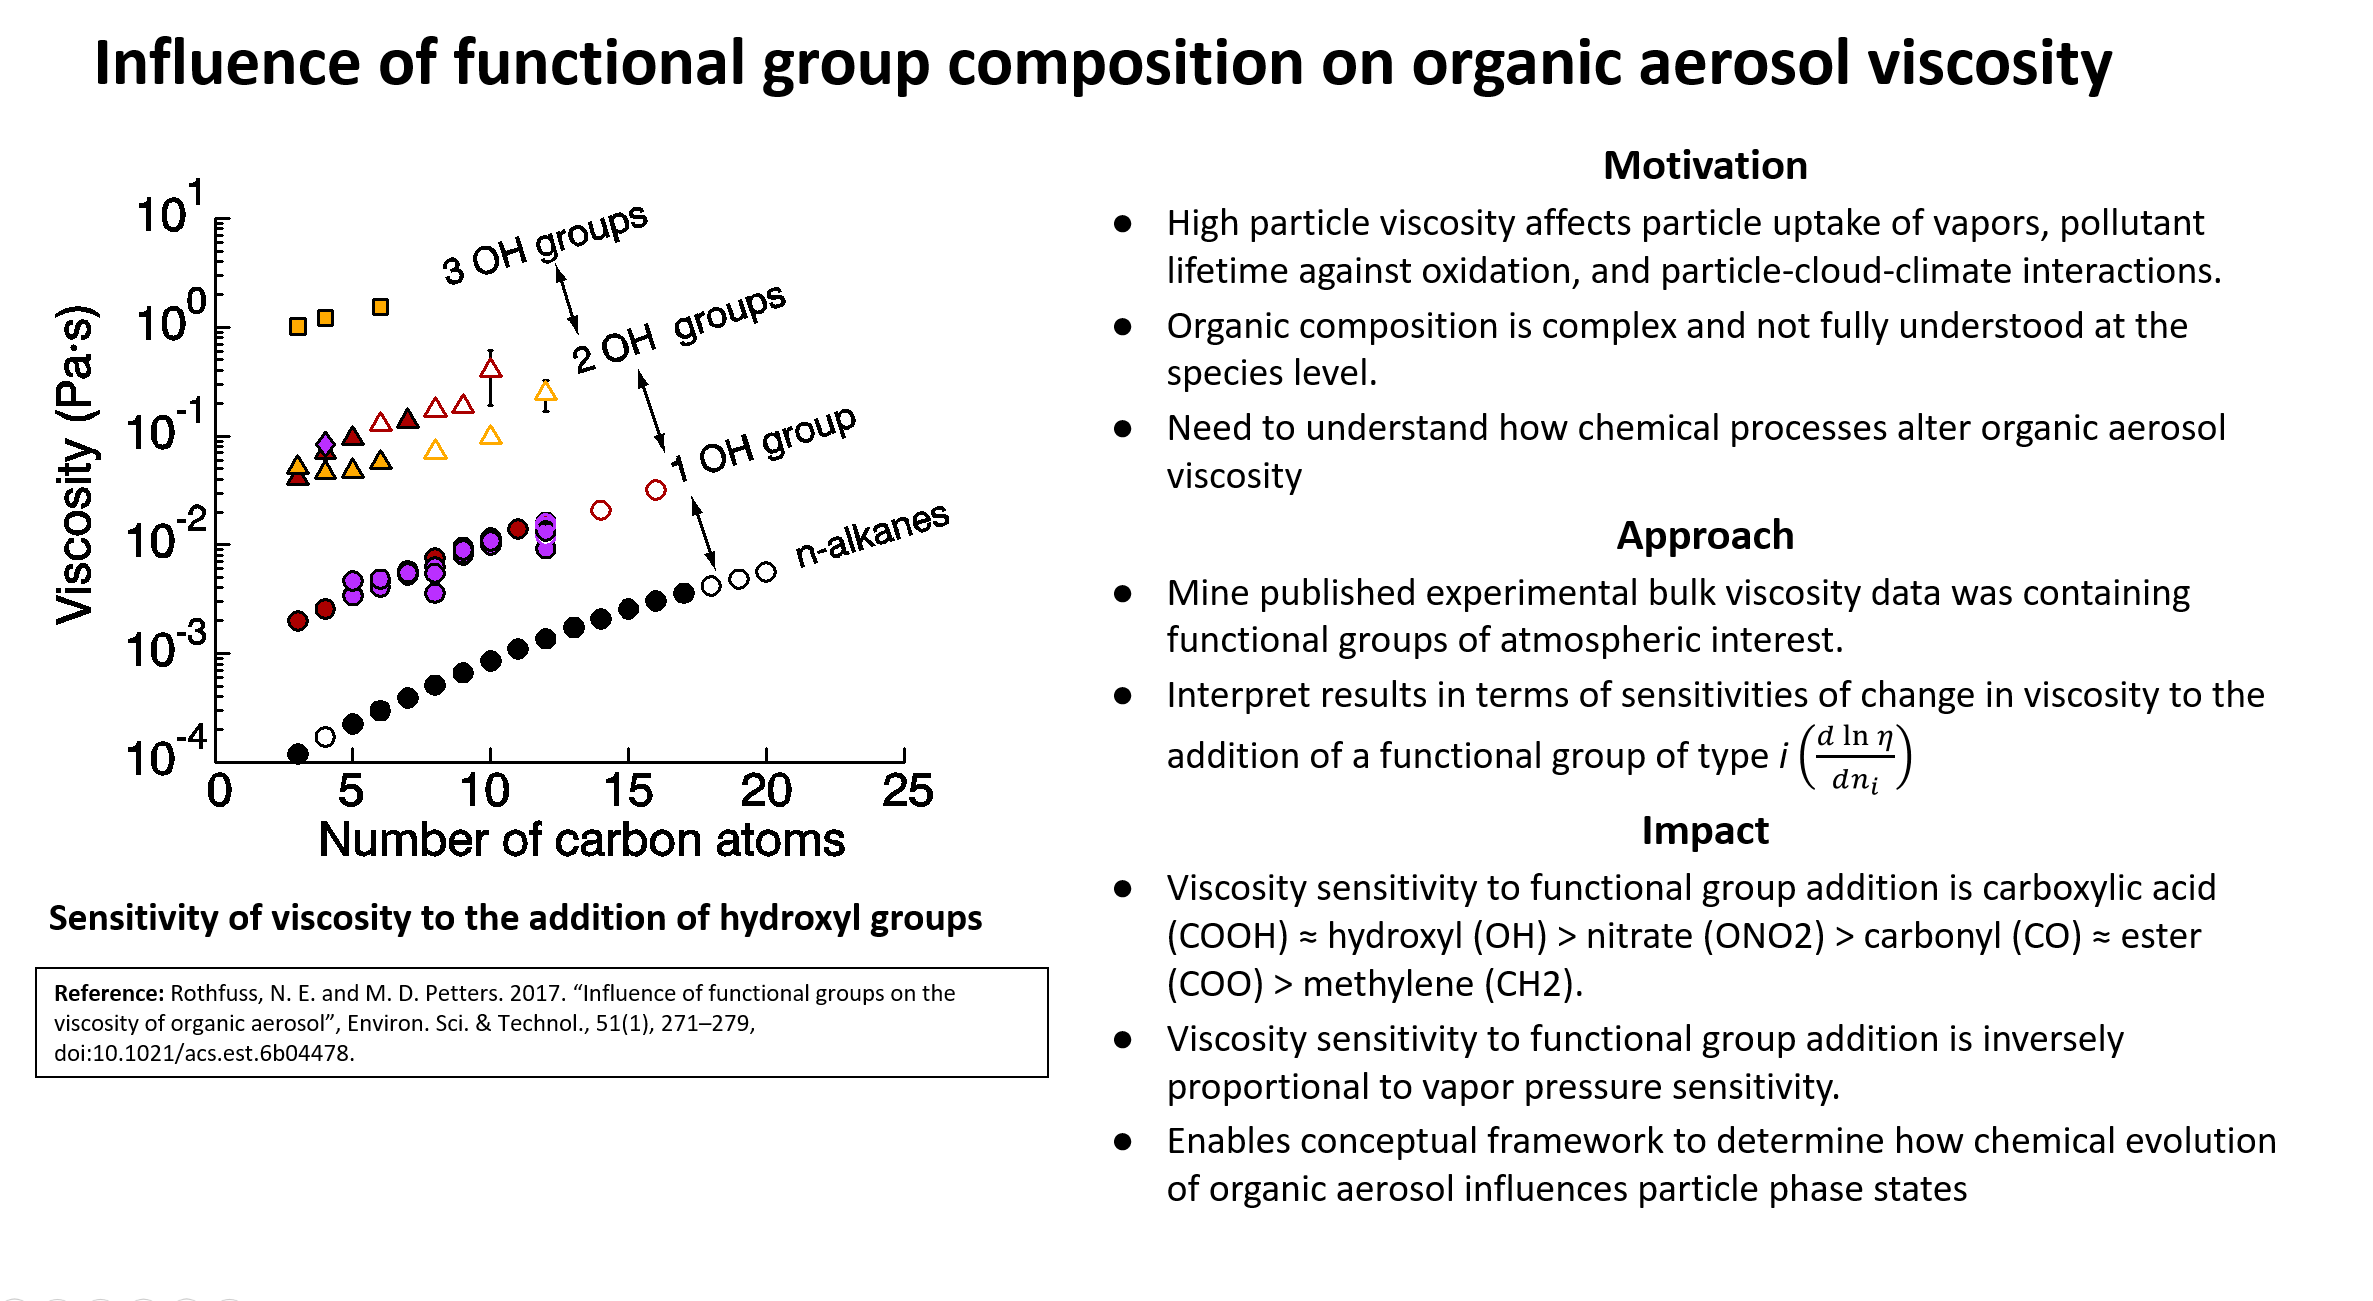 Influence of functional group composition on organic aerosol viscosity
10^1
10^0
10^-1
10^-2
10^-3
10^-4
Viscosity (Pa·s)
3 OH groups
2 OH groups
1 OH group
n-alkanes
0 5 10 15 20 25
Number of carbon atoms
Sensitivity of viscosity to the addition of hydroxyl groups
Reference: Rothfuss, N. E. and M. D. Petters. 2017. “Influence of functional groups on the
viscosity of organic aerosol”, Environ. Sci. & Technol., 51(1), 271–279,
doi:10.1021/acs.est.6b04478.
Motivation
● High particle viscosity affects particle uptake of vapors, pollutant
lifetime against oxidation, and particle-cloud-climate interactions.
● Organic composition is complex and not fully understood at the
species level.
● Need to understand how chemical processes alter organic aerosol
viscosity
Approach
● Mine published experimental bulk viscosity data was containing
functional groups of atmospheric interest.
● Interpret results in terms of sensitivities of change in viscosity to the
addition of a functional group of type i (d ln η / dn_i)
Impact
● Viscosity sensitivity to functional group addition is carboxylic acid
(COOH) ≈ hydroxyl (OH) > nitrate (ONO2) > carbonyl (CO) ≈ ester
(COO) > methylene (CH2).
● Viscosity sensitivity to functional group addition is inversely
proportional to vapor pressure sensitivity.
● Enables conceptual framework to determine how chemical evolution
of organic aerosol influences particle phase states